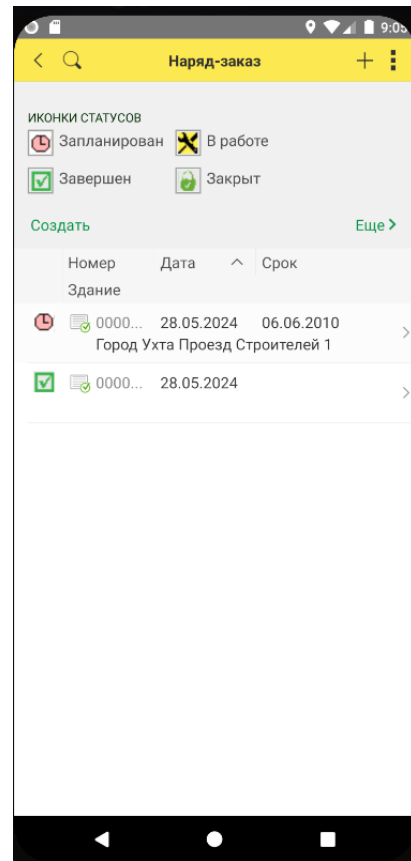 9:05
Наряд-заказ
ИКОНКИ СТАТУСОВ
Запланирован В работе
Завершен Закрыт
Создать Еще
Номер Дата Срок
Здание
0000... 28.05.2024 06.06.2010
Город Ухта Проезд Строителей 1
0000... 28.05.2024